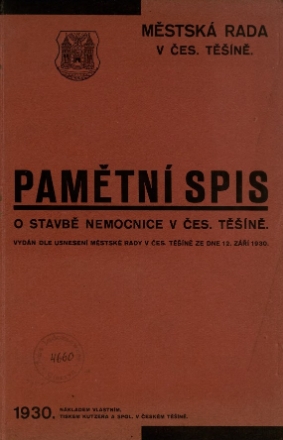 MĚSTSKÁ RADA
V ČES. TĚŠÍNĚ.
PAMĚTNÍ SPIS
O STAVBĚ NEMOCNICE V ČES. TĚŠÍNĚ.
VYDÁN DLE USNESENÍ MĚSTSKÉ RADY V ČES. TĚŠÍNĚ ZE DNE 12. ZÁŘÍ 1930.
4660
1930. NÁKLADEM VLASTNÍM.
TISKEM KUTZERA A SPOL. V ČESKÉM TĚŠÍNĚ.